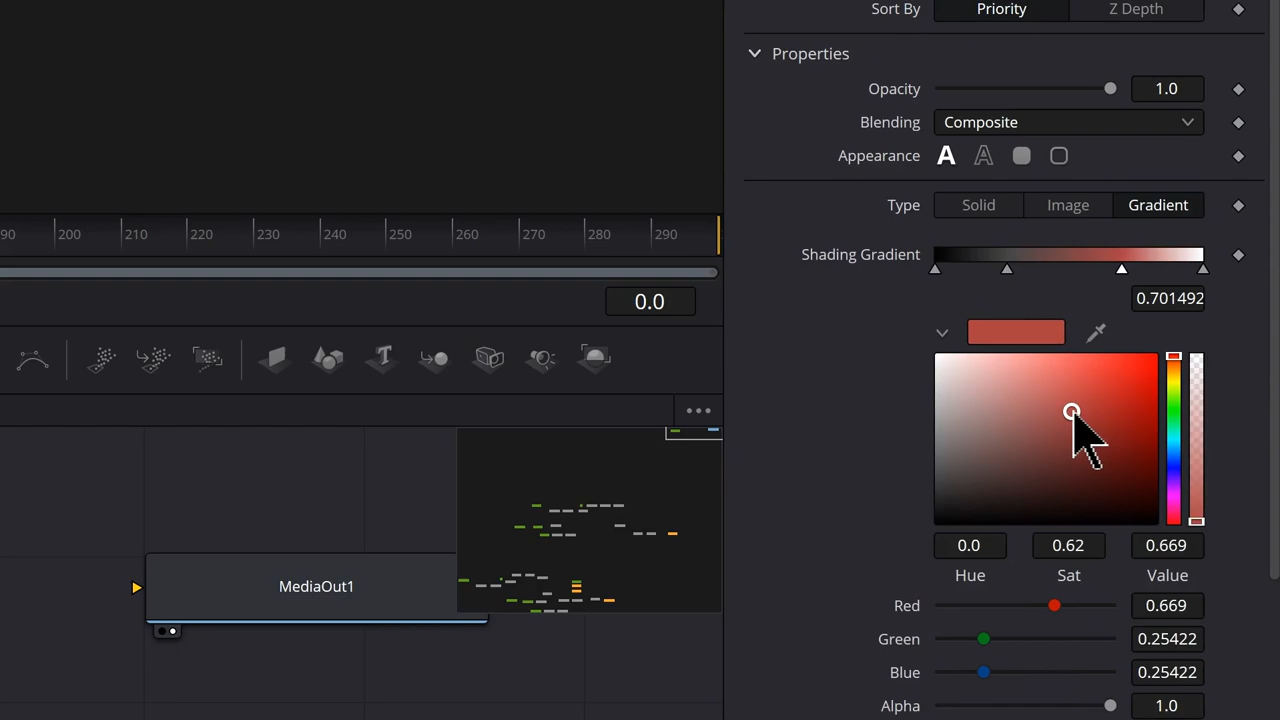 Sort By Priority Z Depth
Properties
Opacity 1.0
Blending Composite
Appearance A A
Type Solid Image Gradient
90 200 210 220 230 240 250 260 270 280 290
Shading Gradient
0.701492
0.0
T
0.0 0.62 0.669
Hue Sat Value
MediaOut1
Red 0.669
Green 0.25422
Blue 0.25422
Alpha 1.0